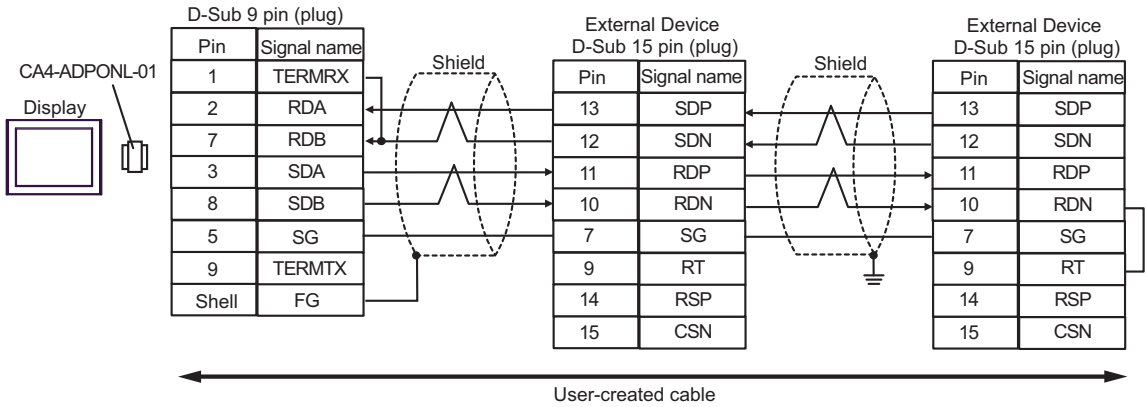 D-Sub 9 pin (plug)
External Device
D-Sub 15 pin (plug)
External Device
D-Sub 15 pin (plug)
CA4-ADPONL-01
Display
Shield
Shield
Pin Signal name
1 TERMRX
2 RDA
7 RDB
3 SDA
8 SDB
5 SG
9 TERMTX
Shell FG
Pin Signal name
13 SDP
12 SDN
11 RDP
10 RDN
7 SG
9 RT
14 RSP
15 CSN
Pin Signal name
13 SDP
12 SDN
11 RDP
10 RDN
7 SG
9 RT
14 RSP
15 CSN
User-created cable